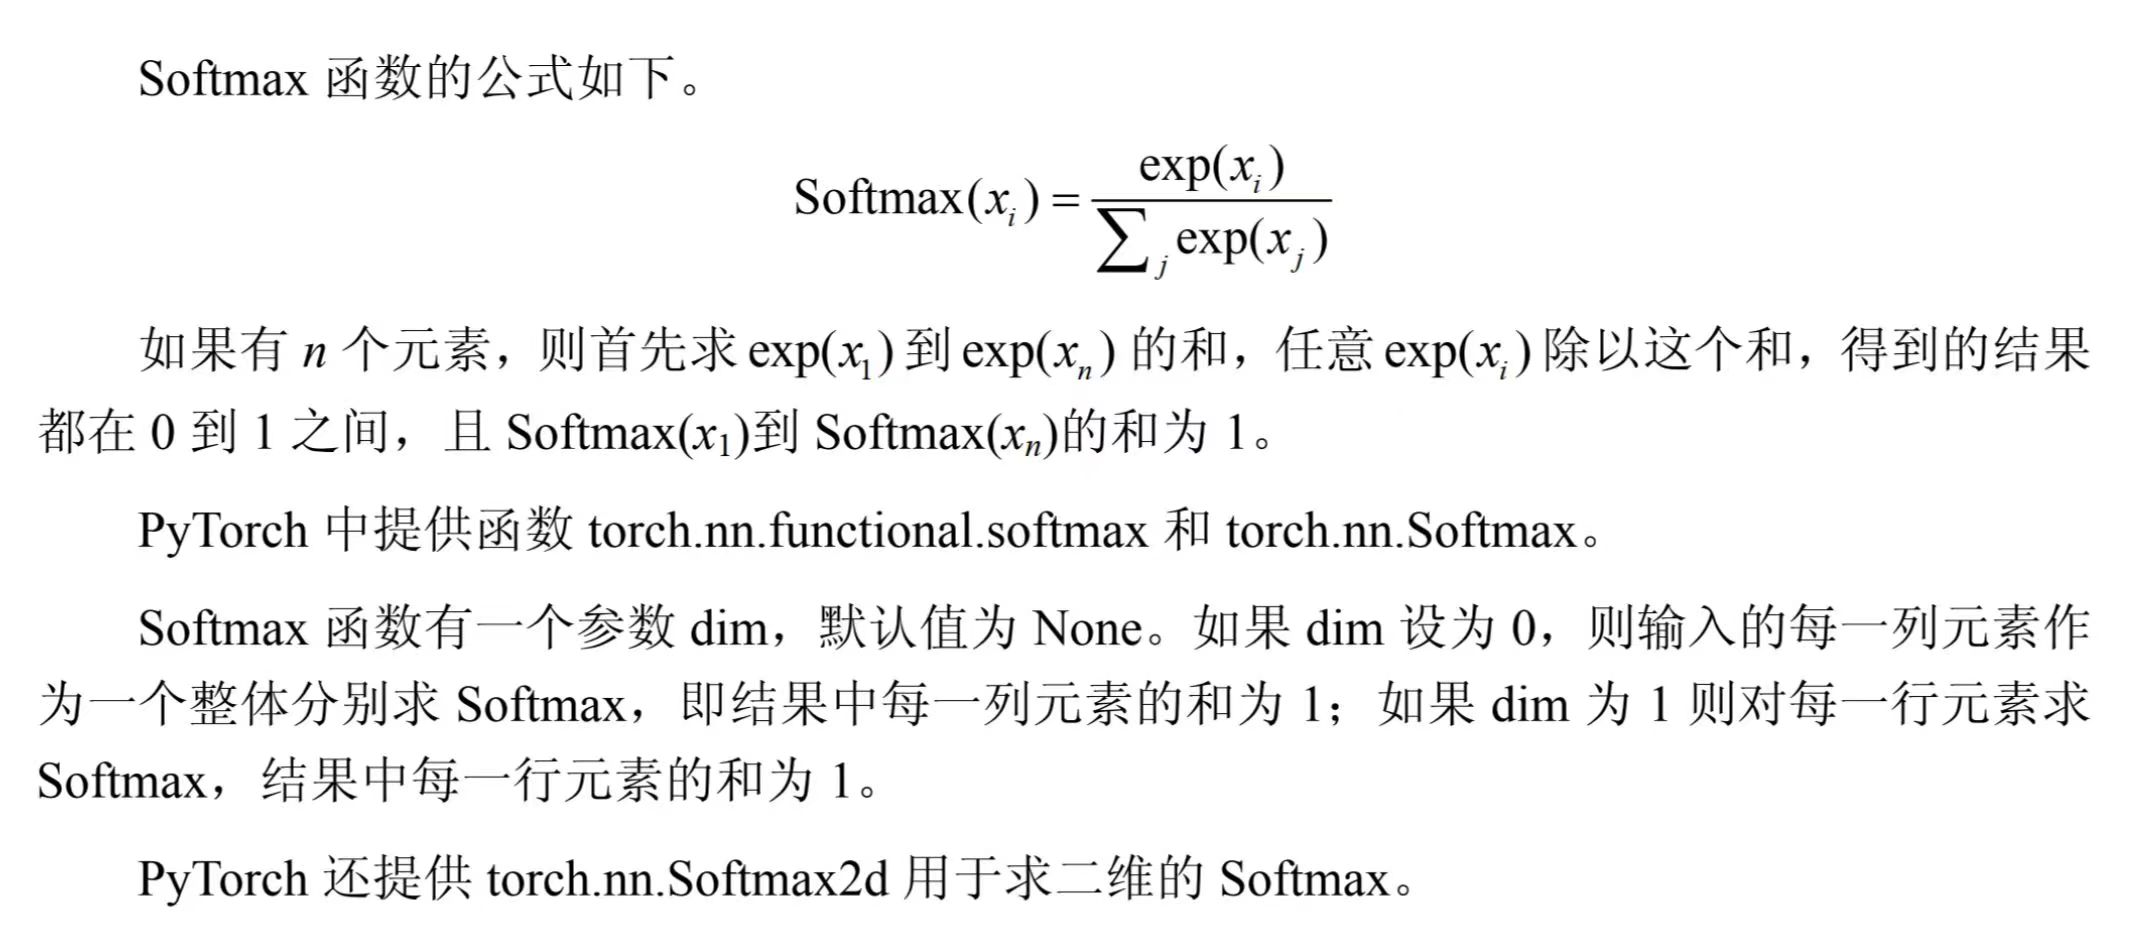 Softmax 函数的公式如下。
Softmax(x_i) = exp(x_i) / ∑_j exp(x_j)
如果有 n 个元素，则首先求 exp(x_1) 到 exp(x_n) 的和，任意 exp(x_i) 除以这个和，得到的结果
都在 0 到 1 之间，且 Softmax(x_1)到 Softmax(x_n)的和为 1。
PyTorch 中提供函数 torch.nn.functional.softmax 和 torch.nn.Softmax。
Softmax 函数有一个参数 dim，默认值为 None。如果 dim 设为 0，则输入的每一列元素作
为一个整体分别求 Softmax，即结果中每一列元素的和为 1；如果 dim 为 1 则对每一行元素求
Softmax，结果中每一行元素的和为 1。
PyTorch 还提供 torch.nn.Softmax2d 用于求二维的 Softmax。